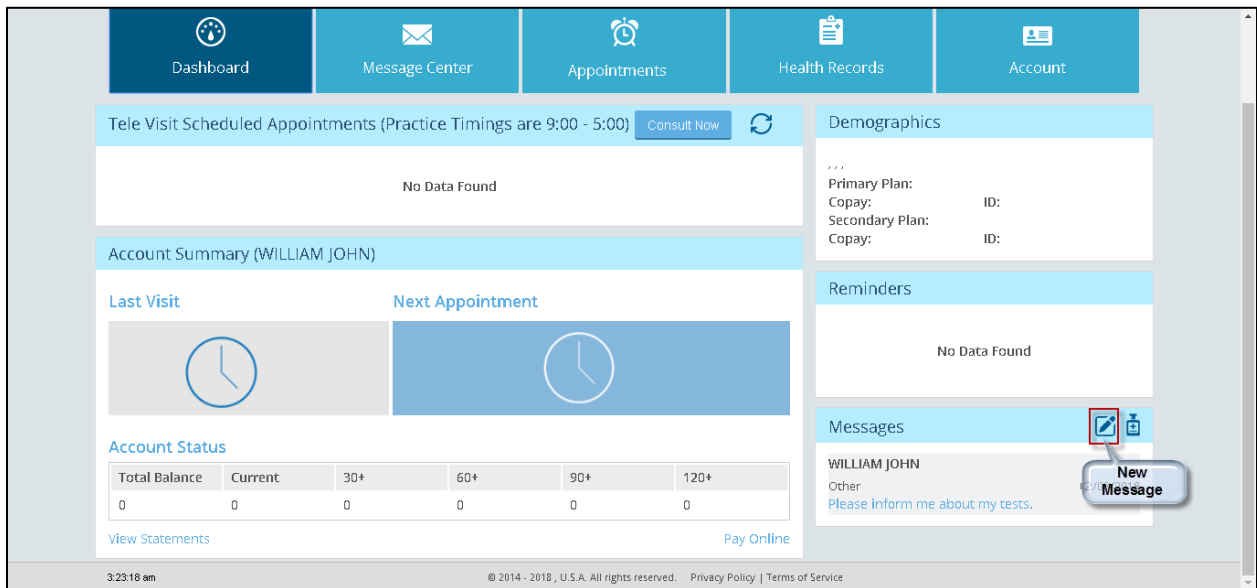 Dashboard
Message Center
Appointments
Health Records
Account
Tele Visit Scheduled Appointments (Practice Timings are 9:00 - 5:00) Consult Now
No Data Found
Account Summary (WILLIAM JOHN)
Last Visit Next Appointment
Account Status
Total Balance Current 30+ 60+ 90+ 120+
0 0 0 0 0 0
View Statements Pay Online
Demographics
, , ,
Primary Plan:
Copay: ID:
Secondary Plan:
Copay: ID:
Reminders
No Data Found
Messages
WILLIAM JOHN
Other
Please inform me about my tests.
New
Message
3:23:18 am © 2014 - 2018 , U.S.A. All rights reserved. Privacy Policy | Terms of Service